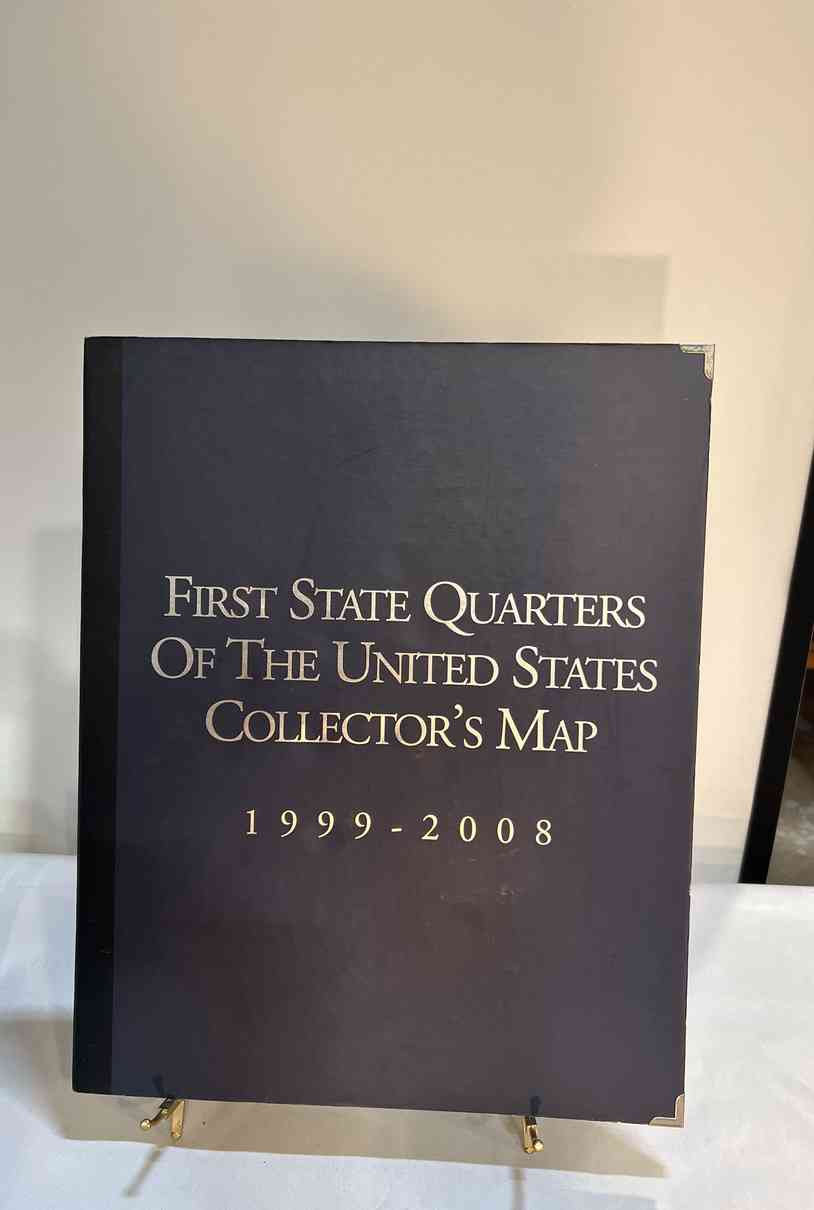 First State Quarters
Of The United States
Collector's Map
1999-2008